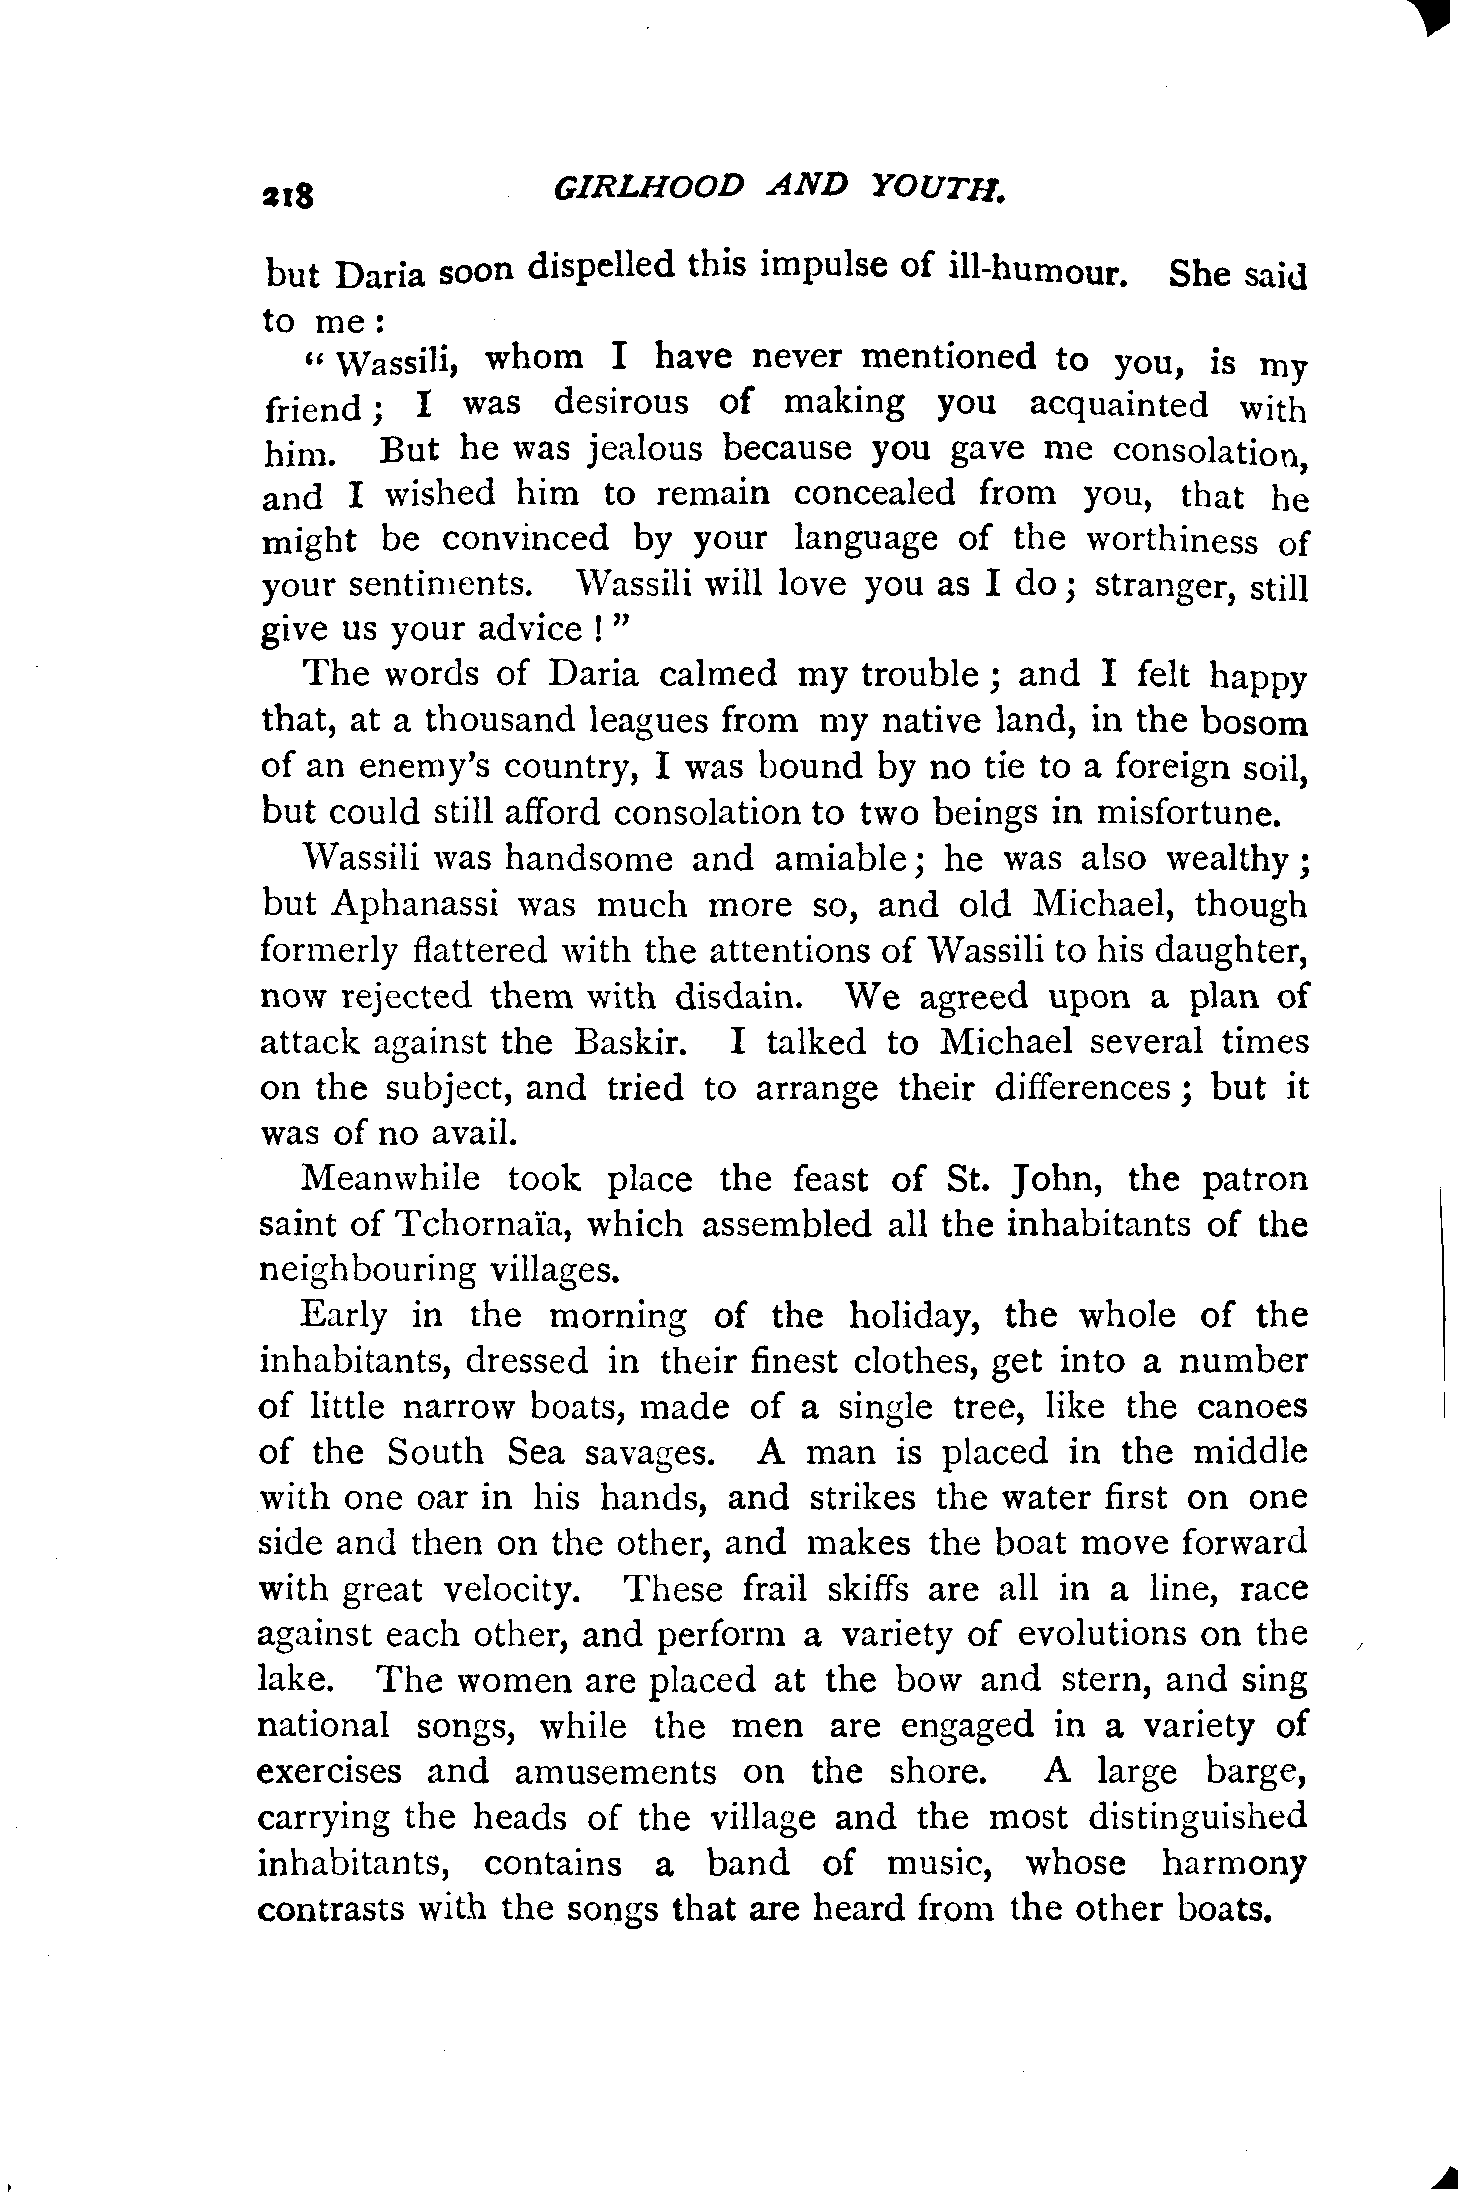 218 GIRLHOOD AND YOUTH.
but Daria soon dispelled this impulse of ill-humour. She said
to me :
" Wassili, whom I have never mentioned to you, is my
friend ; I was desirous of making you acquainted with
him. But he was jealous because you gave me consolation,
and I wished him to remain concealed from you, that he
might be convinced by your language of the worthiness of
your sentiments. Wassili will love you as I do ; stranger, still
give us your advice ! "
The words of Daria calmed my trouble ; and I felt happy
that, at a thousand leagues from my native land, in the bosom
of an enemy's country, I was bound by no tie to a foreign soil,
but could still afford consolation to two beings in misfortune.
Wassili was handsome and amiable ; he was also wealthy ;
but Aphanassi was much more so, and old Michael, though
formerly flattered with the attentions of Wassili to his daughter,
now rejected them with disdain. We agreed upon a plan of
attack against the Baskir. I talked to Michael several times
on the subject, and tried to arrange their differences ; but it
was of no avail.
Meanwhile took place the feast of St. John, the patron
saint of Tchornaïa, which assembled all the inhabitants of the
neighbouring villages.
Early in the morning of the holiday, the whole of the
inhabitants, dressed in their finest clothes, get into a number
of little narrow boats, made of a single tree, like the canoes
of the South Sea savages. A man is placed in the middle
with one oar in his hands, and strikes the water first on one
side and then on the other, and makes the boat move forward
with great velocity. These frail skiffs are all in a line, race
against each other, and perform a variety of evolutions on the
lake. The women are placed at the bow and stern, and sing
national songs, while the men are engaged in a variety of
exercises and amusements on the shore. A large barge,
carrying the heads of the village and the most distinguished
inhabitants, contains a band of music, whose harmony
contrasts with the songs that are heard from the other boats.